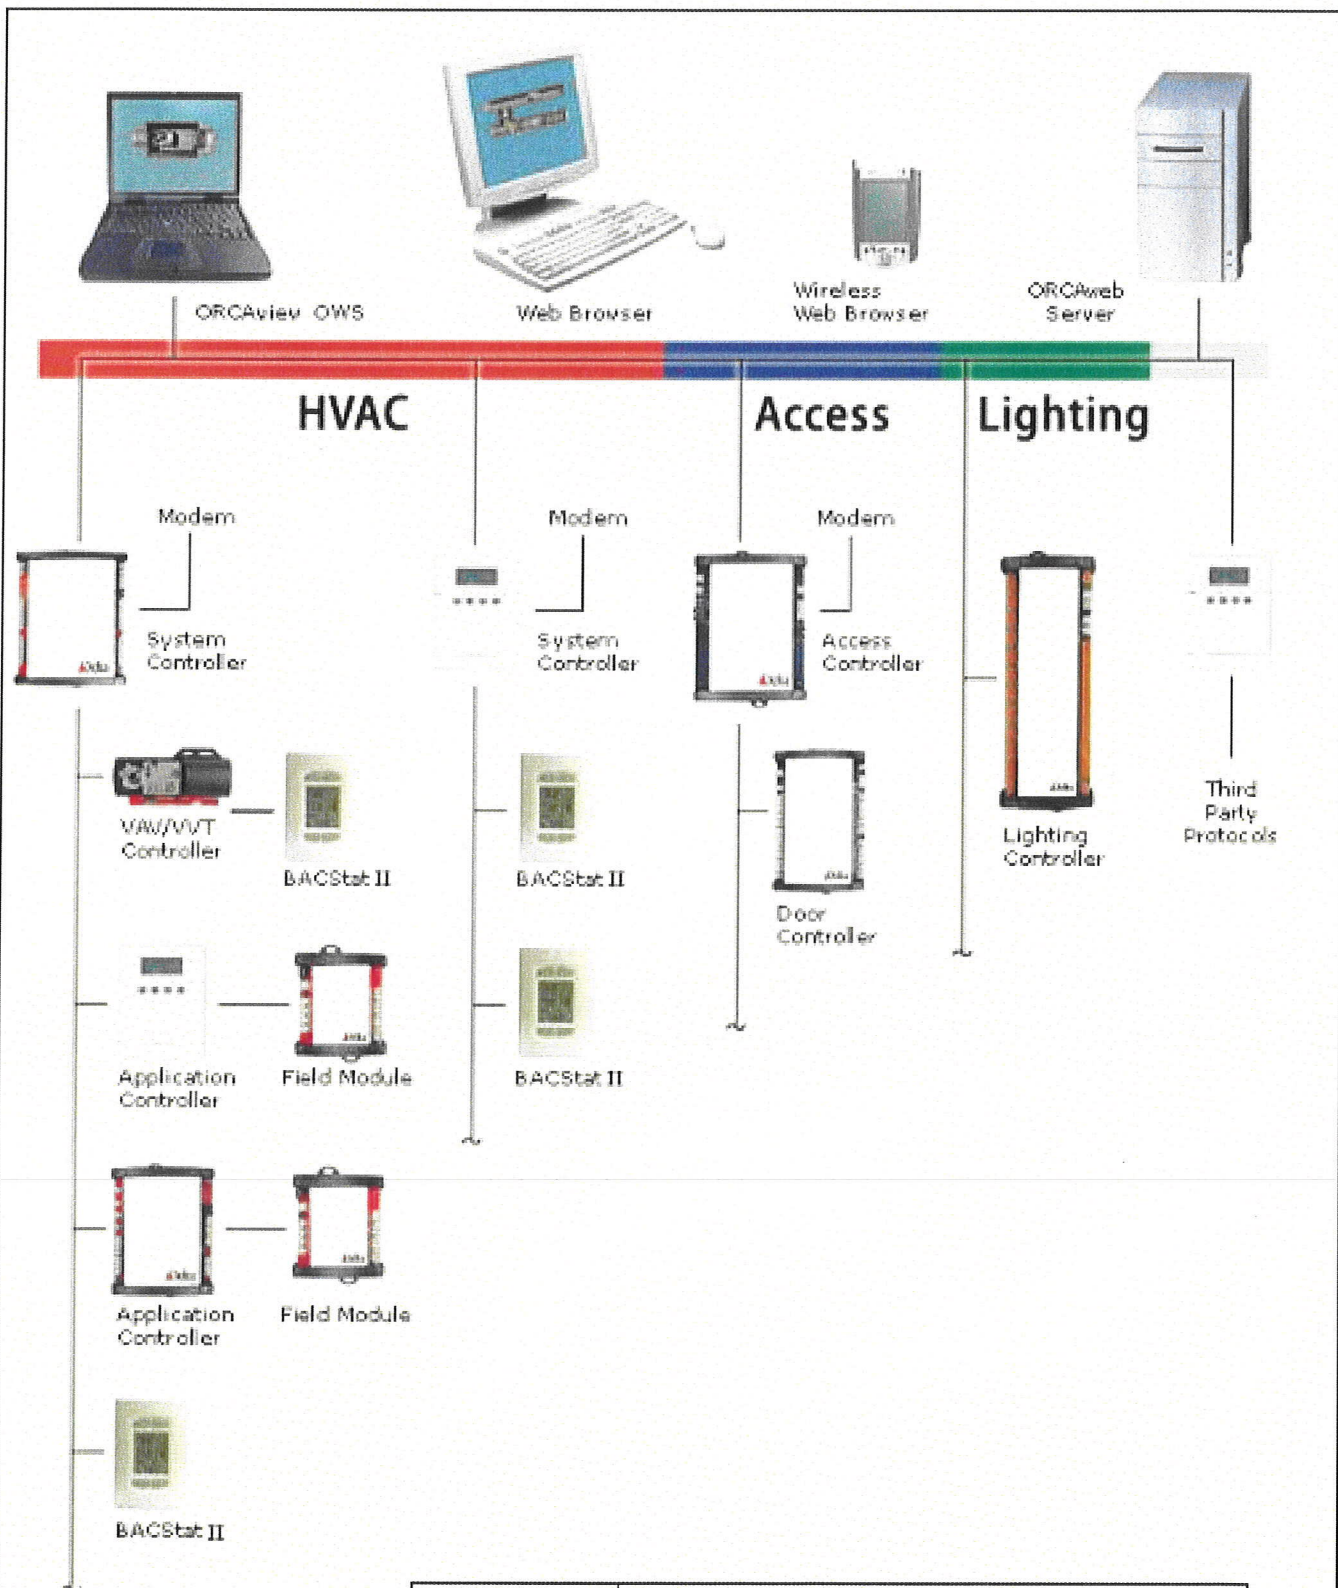 ORCAview OWS
Web Browser
Wireless
Web Browser
ORCAweb
Server
HVAC
Access
Lighting
Modem
Modem
Modem
System
Controller
System
Controller
Access
Controller
VAV/VVT
Controller
BACStat II
BACStat II
Door
Controller
Lighting
Controller
Third
Party
Protocols
Application
Controller
Field Module
BACStat II
Application
Controller
Field Module
BACStat II